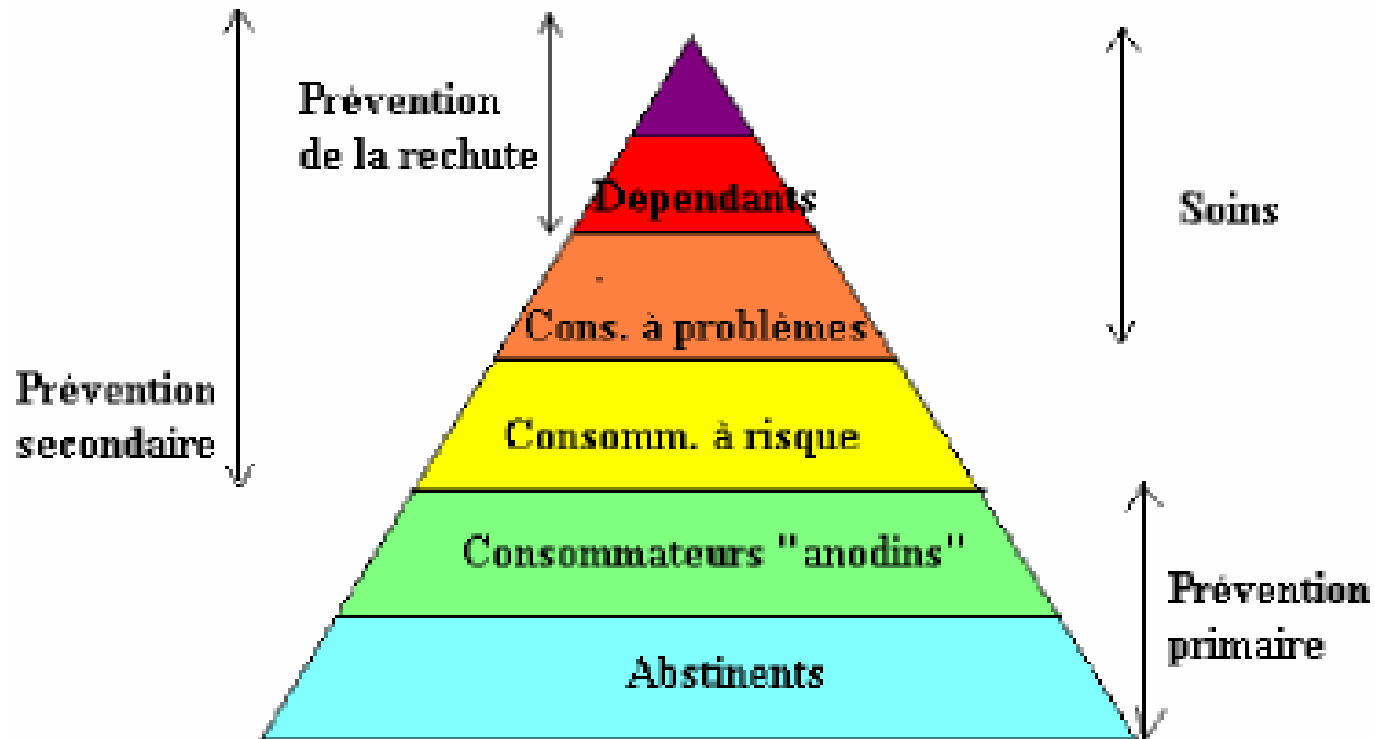 Prévention
de la rechute
Dépendants
Soins
Cons. à problèmes
Prévention
secondaire
Consomm. à risque
Consommateurs "anodins"
Prévention
primaire
Abstinents